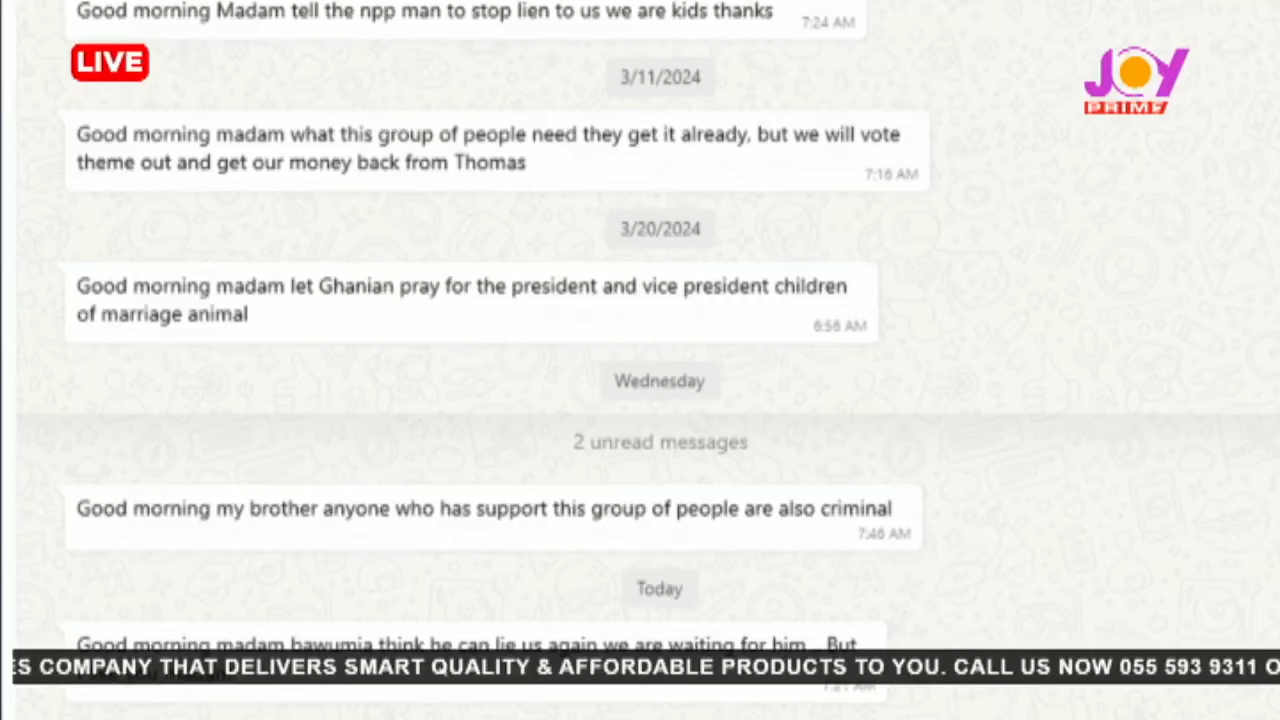 Good morning Madam tell the npp man to stop lien to us we are kids thanks
7:24 AM
LIVE
JOY
PRIME
3/11/2024
Good morning madam what this group of people need they get it already, but we will vote
theme out and get our money back from Thomas
7:16 AM
3/20/2024
Good morning madam let Ghanian pray for the president and vice president children
of marriage animal
6:56 AM
Wednesday
2 unread messages
Good morning my brother anyone who has support this group of people are also criminal
7:46 AM
Today
Good morning madam bawumia think he can lie us again we are waiting for him... But
ES COMPANY THAT DELIVERS SMART QUALITY & AFFORDABLE PRODUCTS TO YOU. CALL US NOW 055 593 9311 O
7:21 AM